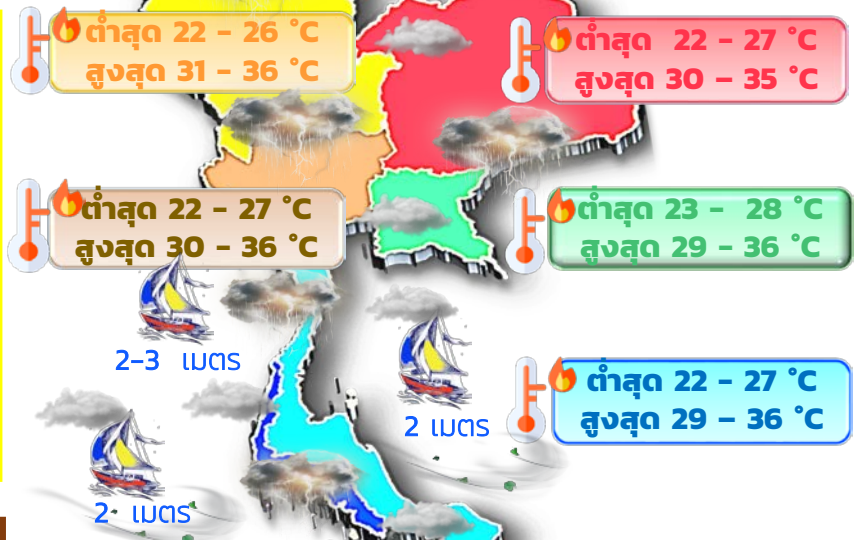 ต่ำสุด 22 - 26 °C
สูงสุด 31 - 36 °C
ต่ำสุด 22 - 27 °C
สูงสุด 30 - 35 °C
ต่ำสุด 22 - 27 °C
สูงสุด 30 - 36 °C
ต่ำสุด 23 - 28 °C
สูงสุด 29 - 36 °C
2-3 เมตร
ต่ำสุด 22 - 27 °C
สูงสุด 29 - 36 °C
2 เมตร
2 เมตร